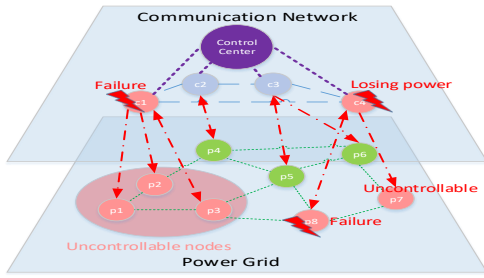 Communication Network
Control
Center
Failure
Losing power
c1
c2
c3
c4
p4
p6
p2
p5
Uncontrollable
p1
p3
p7
p8
Failure
Uncontrollable nodes
Power Grid